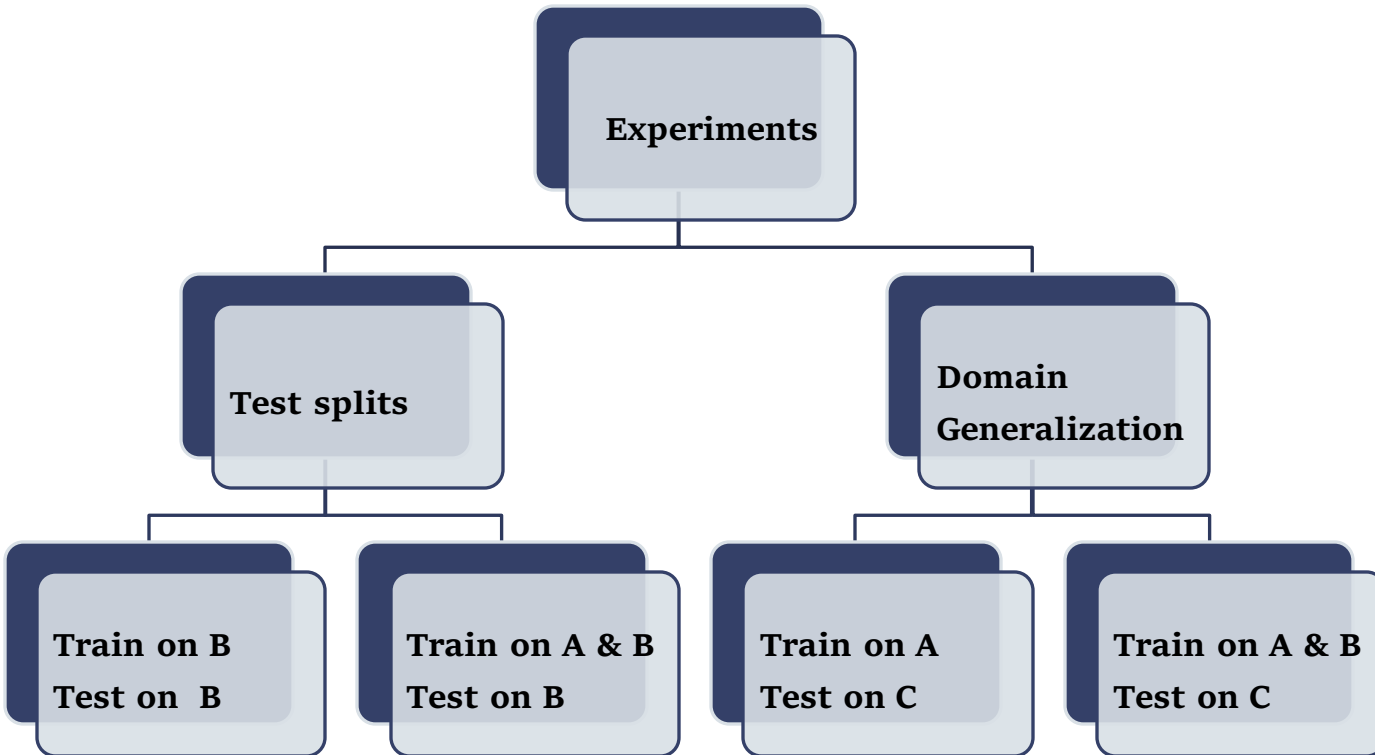 Experiments
Test splits
Domain
Generalization
Train on B
Test on  B
Train on A & B
Test on B
Train on A
Test on C
Train on A & B
Test on C